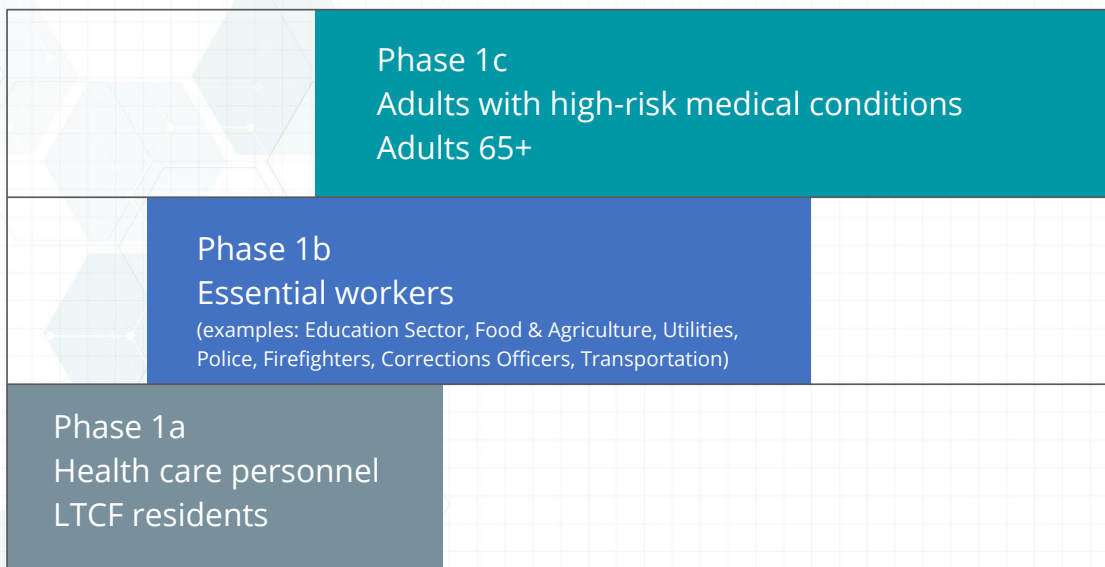 Phase 1c
Adults with high-risk medical conditions
Adults 65+
Phase 1b
Essential workers
(examples: Education Sector, Food & Agriculture, Utilities,
Police, Firefighters, Corrections Officers, Transportation)
Phase 1a
Health care personnel
LTCF residents